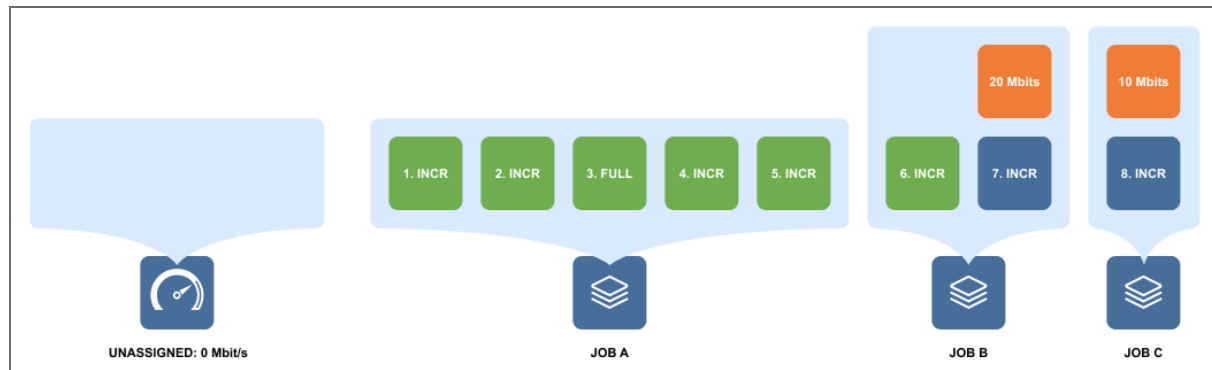 20 Mbits
10 Mbits
1. INCR
2. INCR
3. FULL
4. INCR
5. INCR
6. INCR
7. INCR
8. INCR
UNASSIGNED: 0 Mbit/s
JOB A
JOB B
JOB C